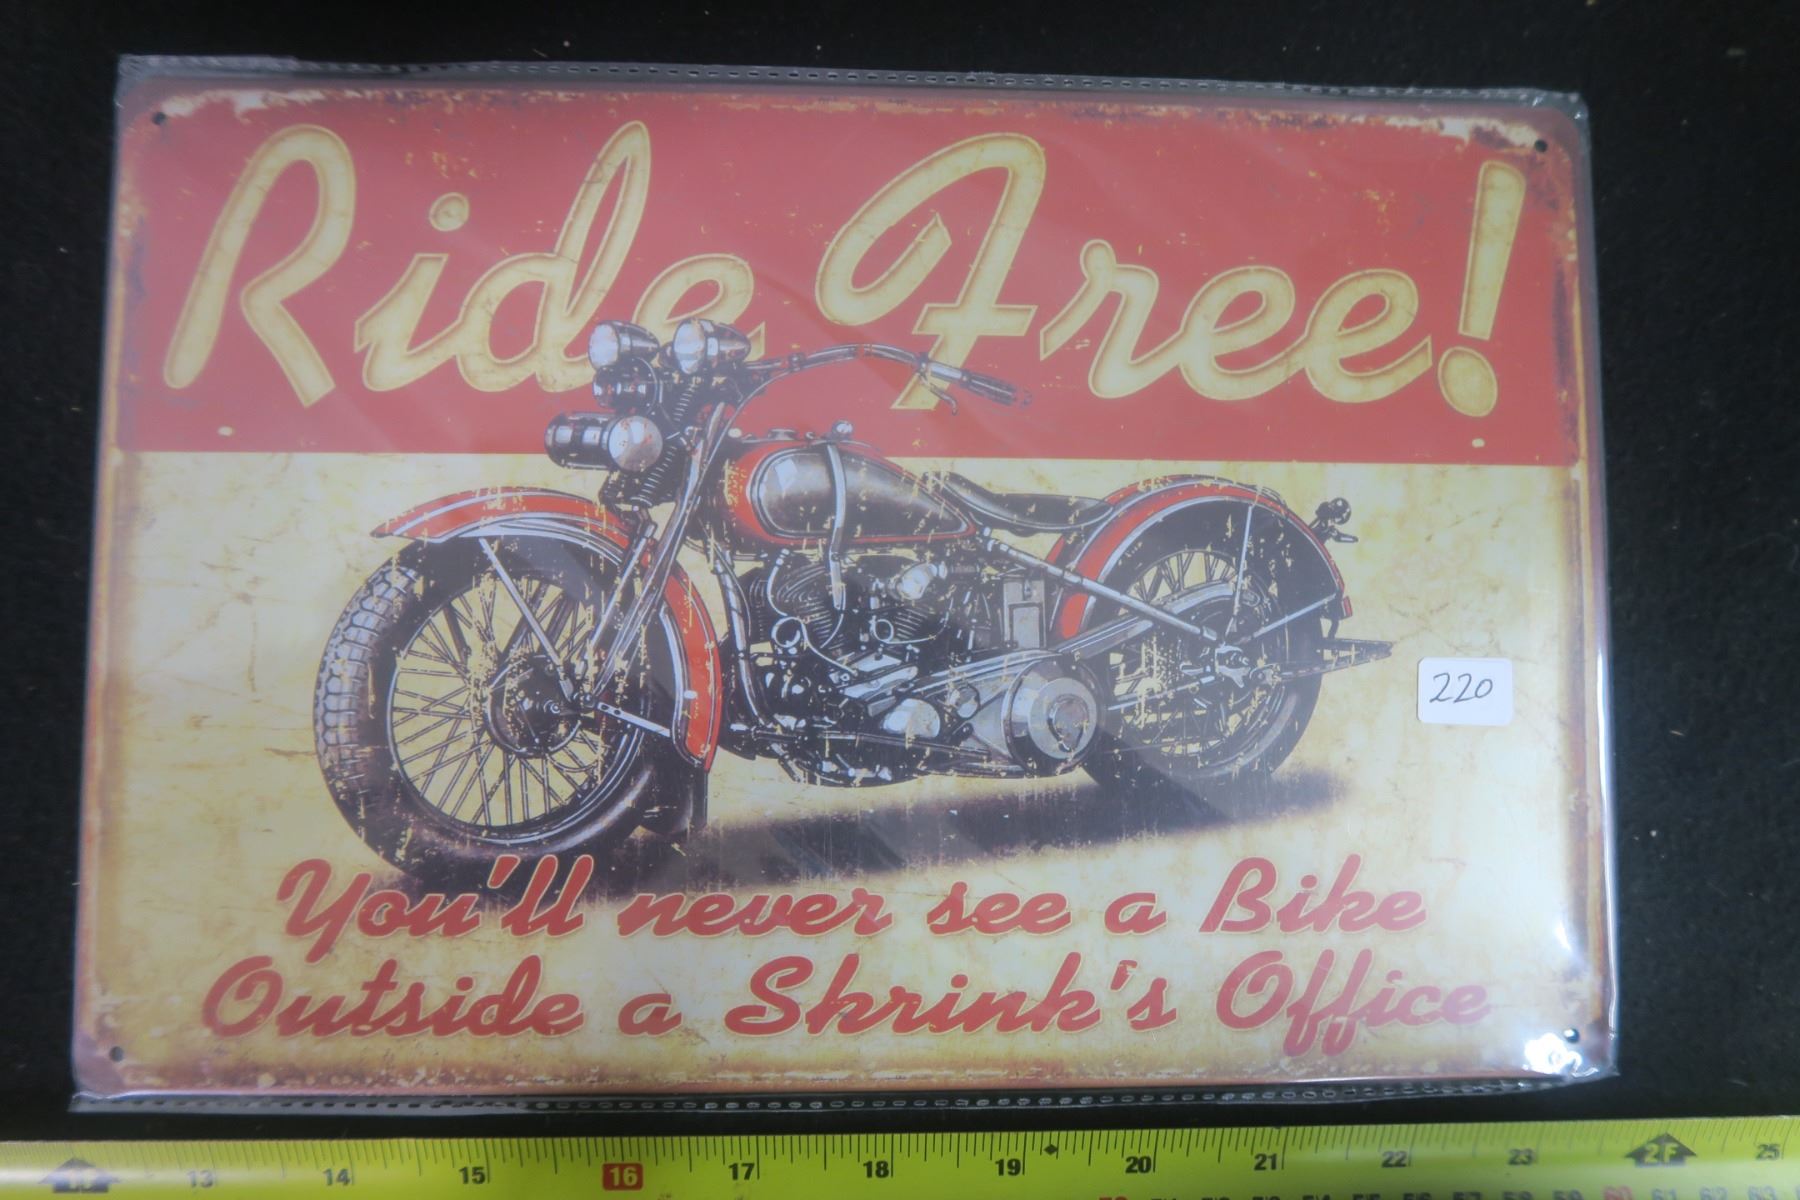 Ride Free!
220
You'll never see a Bike
Outside a Shrink's Office
1F 13 14 15 16 17 18 19 20 21 22 23 2F 25